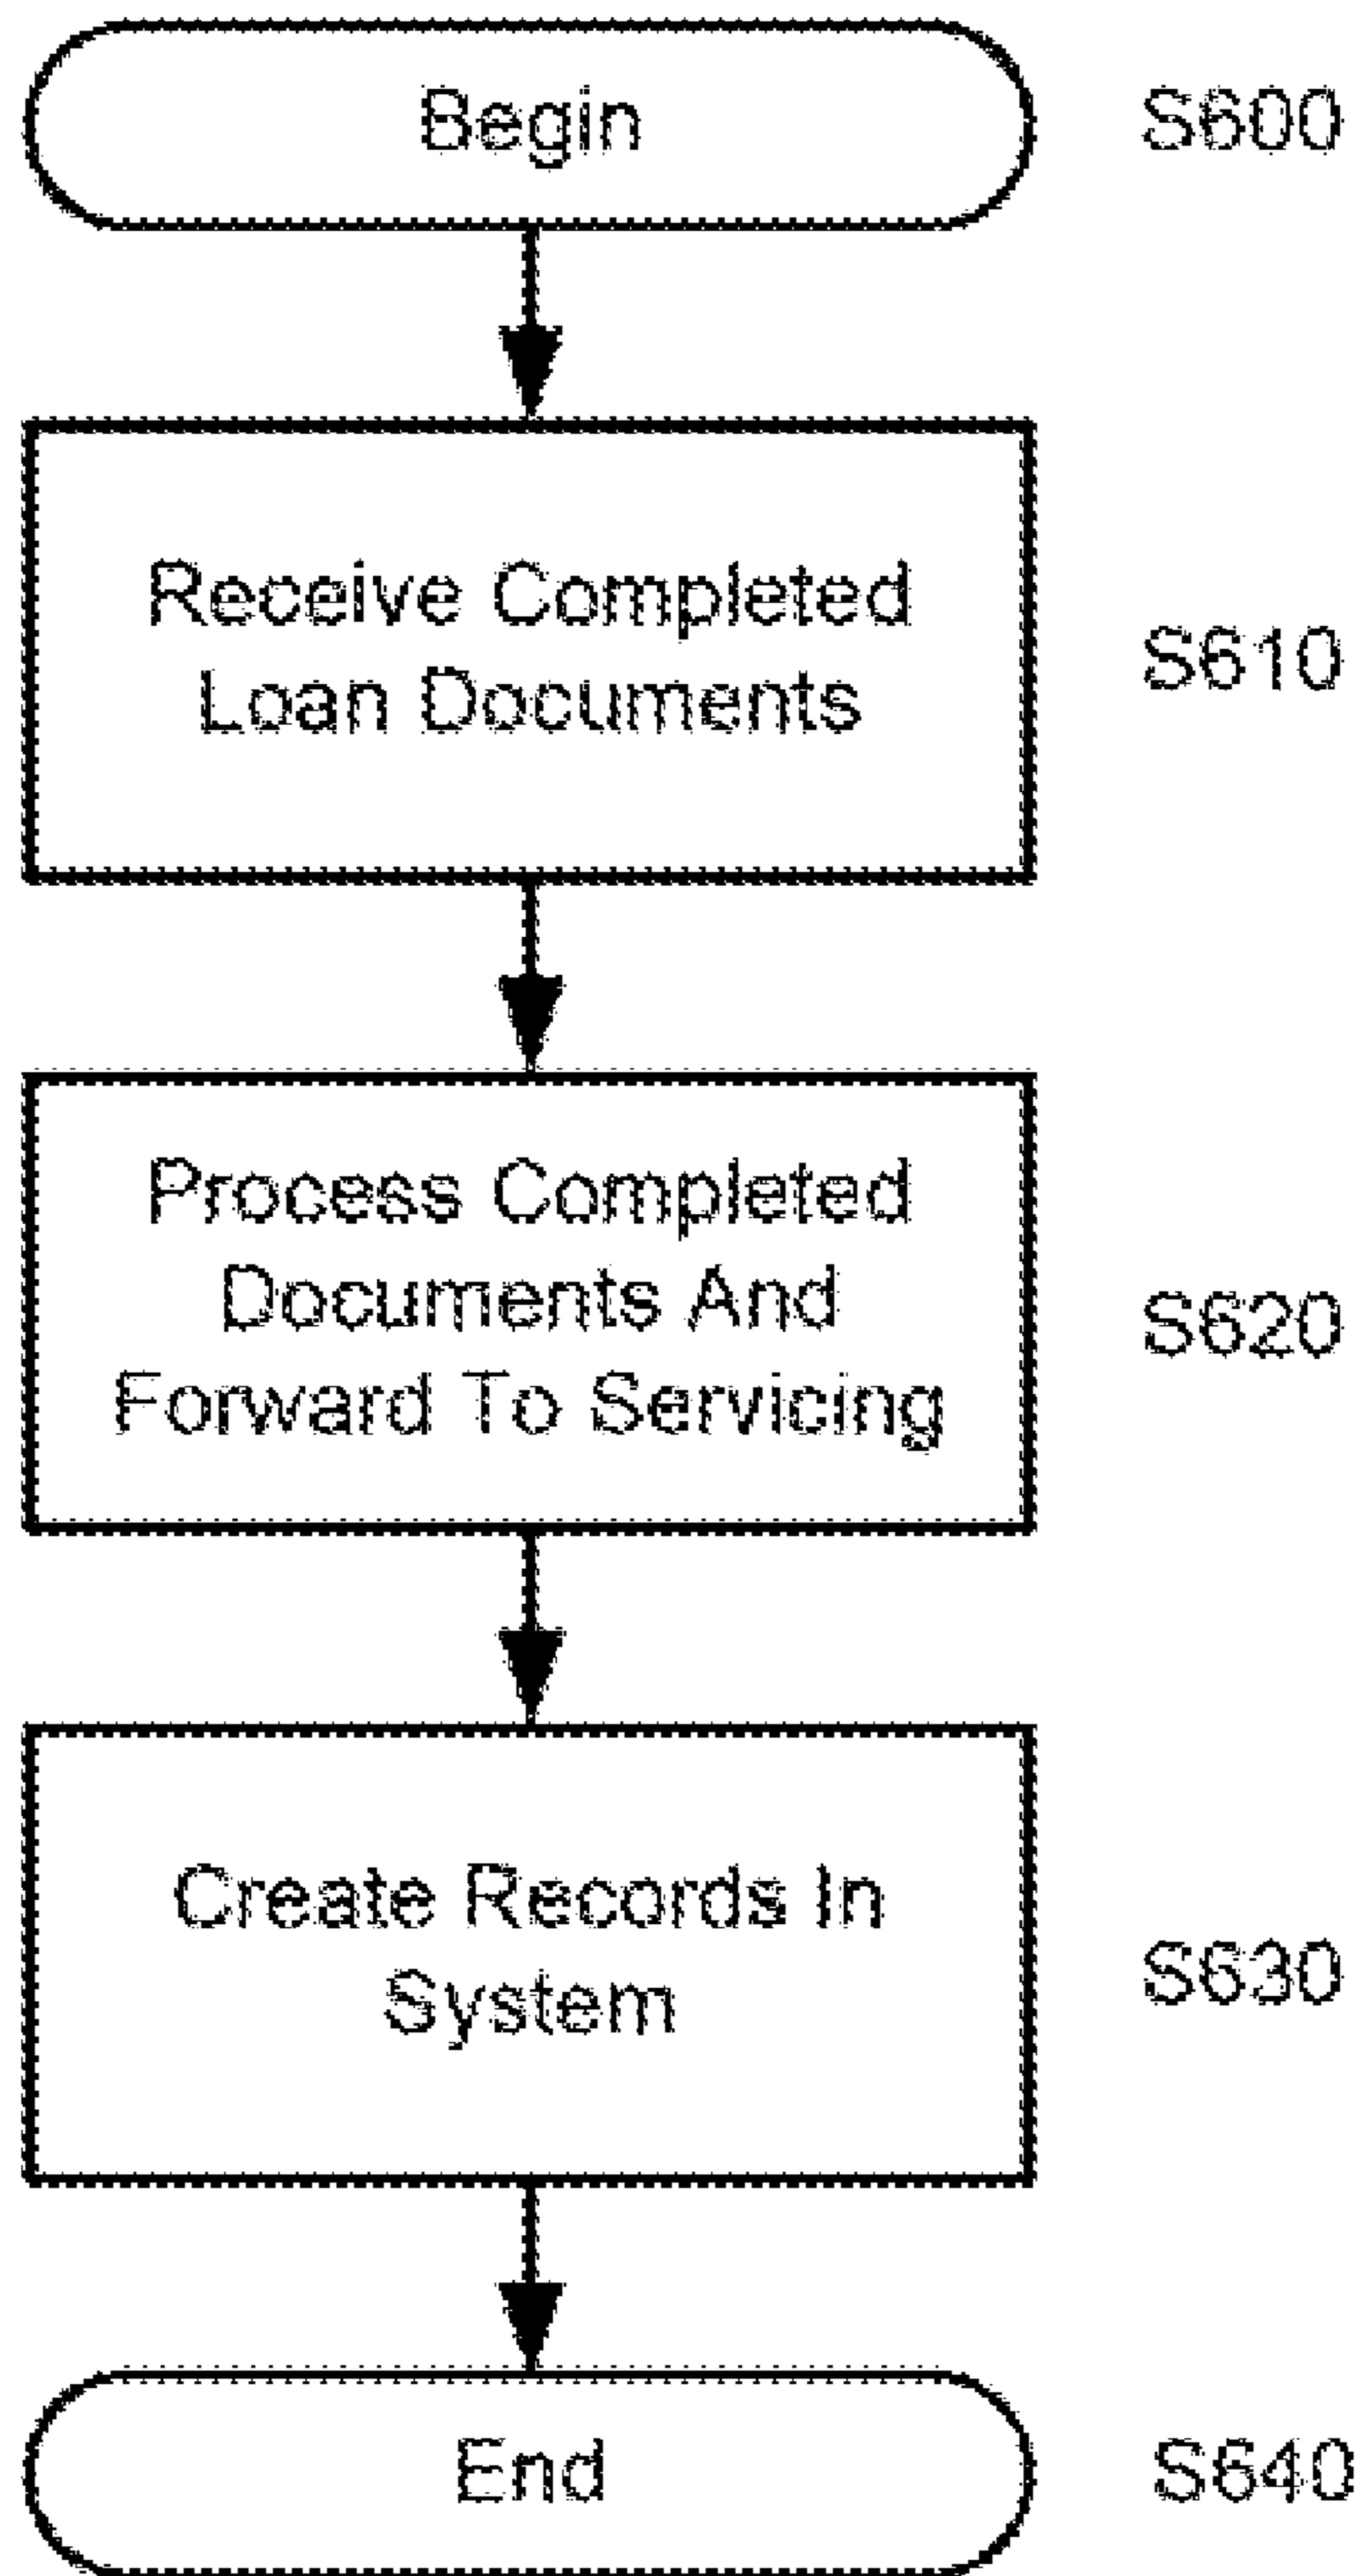 Begin
S600
Receive Completed
Loan Documents
S610
Process Completed
Documents And
Forward To Servicing
S620
Create Records In
System
S630
End
S640